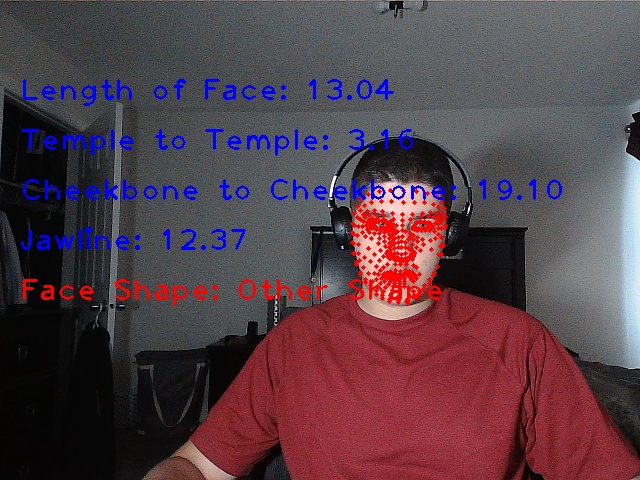 Length of Face: 13.04
Temple to Temple: 3.16
Cheekbone to Cheekbone: 19.10
Jawline: 12.37
Face Shape: Other Shape